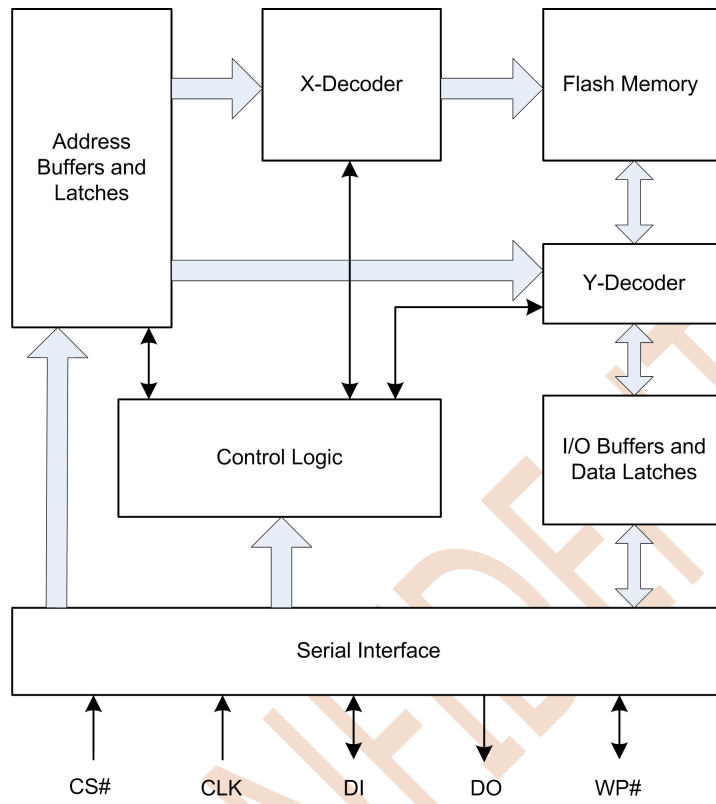 Address
Buffers and
Latches
X-Decoder
Flash Memory
Y-Decoder
Control Logic
I/O Buffers and
Data Latches
Serial Interface
CS#
CLK
DI
DO
WP#